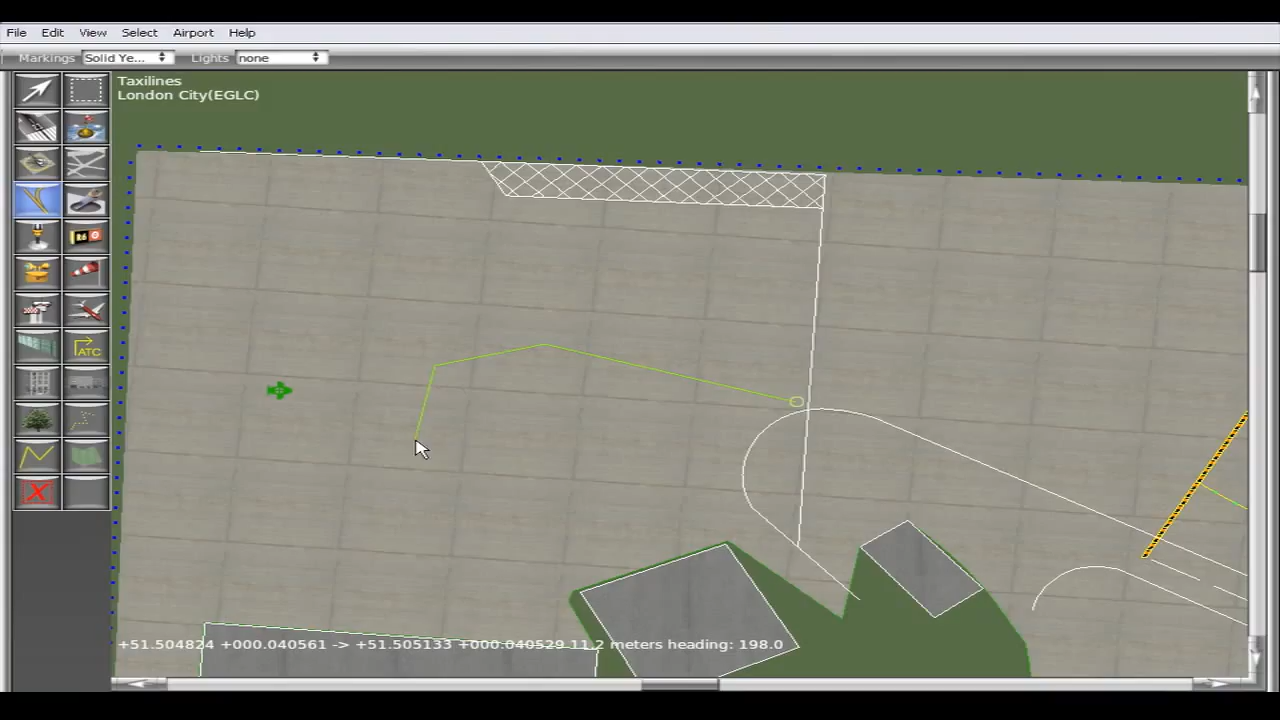 File Edit View Select Airport Help
Markings Solid Ye... Lights none
Taxilines
London City(EGLC)
ATC
+51.504824 +000.040561 -> +51.505133 +000.040529 11.2 meters heading: 198.0